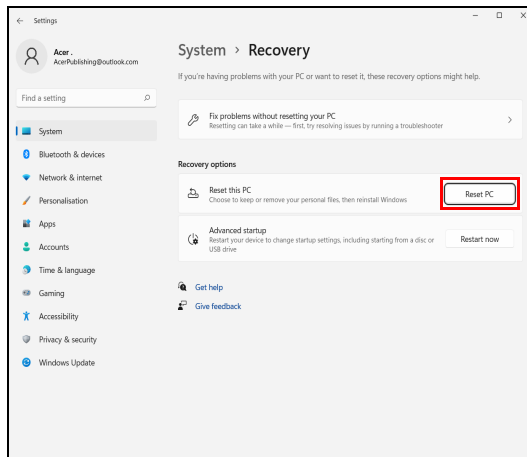 Settings
Acer .
AcerPublishing@outlook.com
Find a setting
System
Bluetooth & devices
Network & internet
Personalisation
Apps
Accounts
Time & language
Gaming
Accessibility
Privacy & security
Windows Update
System > Recovery
If you're having problems with your PC or want to reset it, these recovery options might help.
Fix problems without resetting your PC
Resetting can take a while — first, try resolving issues by running a troubleshooter
Recovery options
Reset this PC
Choose to keep or remove your personal files, then reinstall Windows
Reset PC
Advanced startup
Restart your device to change startup settings, including starting from a disc or
USB drive
Restart now
Get help
Give feedback